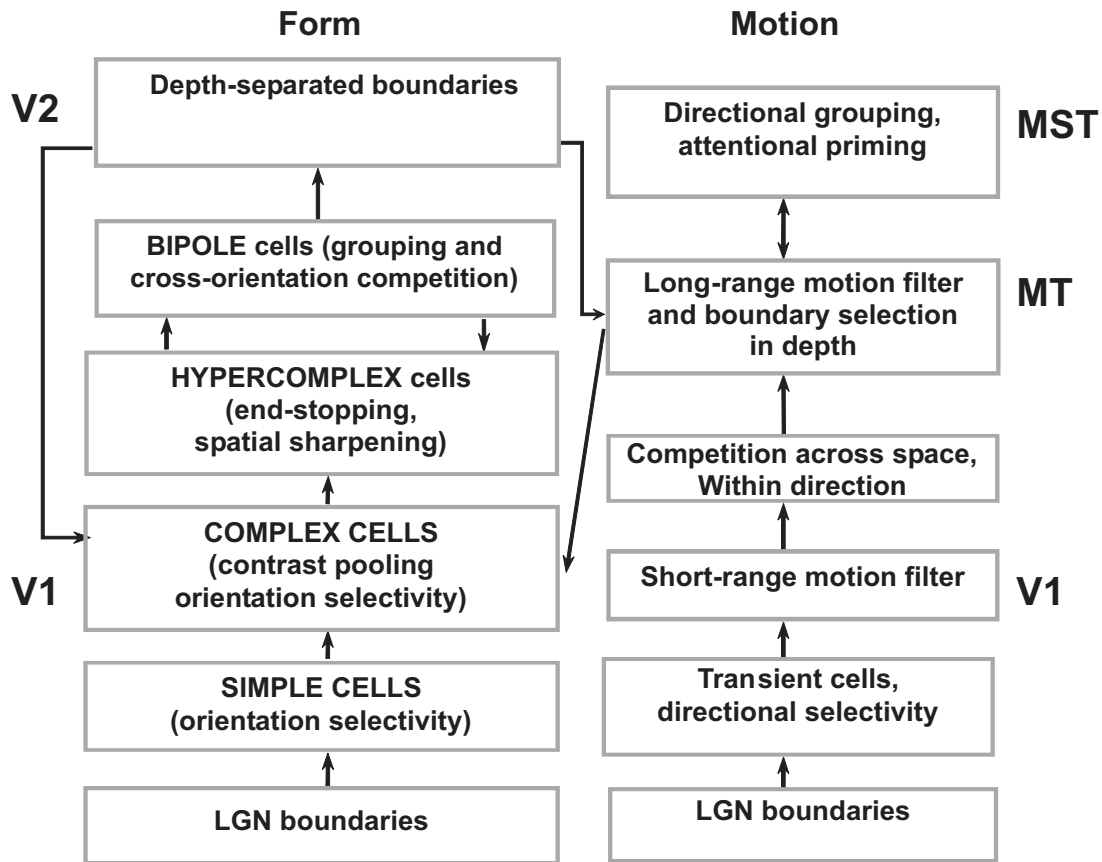 Form
Motion
V2
Depth-separated boundaries
BIPOLE cells (grouping and
cross-orientation competition)
HYPERCOMPLEX cells
(end-stopping,
spatial sharpening)
COMPLEX CELLS
(contrast pooling
orientation selectivity)
V1
SIMPLE CELLS
(orientation selectivity)
LGN boundaries
Directional grouping,
attentional priming
MST
Long-range motion filter
and boundary selection
in depth
MT
Competition across space,
Within direction
Short-range motion filter
V1
Transient cells,
directional selectivity
LGN boundaries